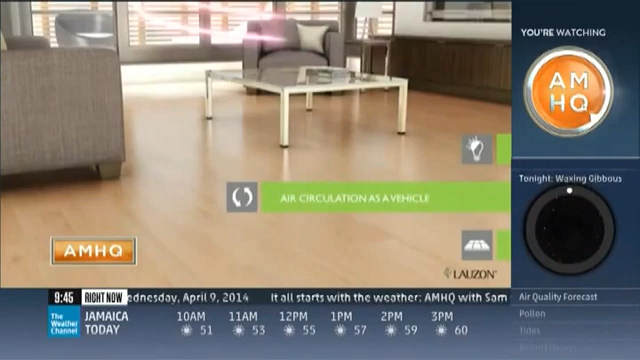 YOU'RE WATCHING
AM
HQ
AIR CIRCULATION AS A VEHICLE
AMHQ
LAUZON
Tonight: Waxing Gibbous
9:45 RIGHT NOW ednesday, April 9, 2014 It all starts with the weather: AMHQ with Sam
The
Weather
Channel
JAMAICA
TODAY
10AM 11AM 12PM 1PM 2PM 3PM
51 53 55 57 59 60
Air Quality Forecast
Pollen
Tides